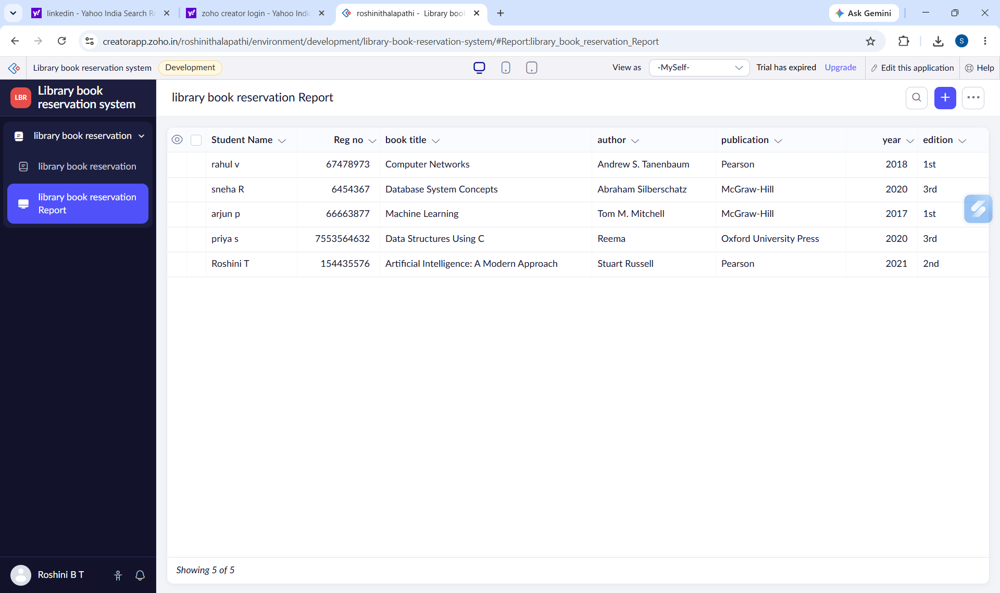 linkedin - Yahoo India Search Re
zoho creator login - Yahoo India
roshinithalapathi - Library book
Ask Gemini
creatorapp.zoho.in/roshinithalapathi/environment/development/library-book-reservation-system/#Report:library_book_reservation_Report
S
Library book reservation system
Development
View as
-MySelf-
Trial has expired
Upgrade
Edit this application
Help
LBR
Library book
reservation system
library book reservation Report
library book reservation
library book reservation
library book reservation
Report
Student Name Reg no book title author publication year edition
rahul v 67478973 Computer Networks Andrew S. Tanenbaum Pearson 2018 1st
sneha R 6454367 Database System Concepts Abraham Silberschatz McGraw-Hill 2020 3rd
arjun p 66663877 Machine Learning Tom M. Mitchell McGraw-Hill 2017 1st
priya s 7553564632 Data Structures Using C Reema Oxford University Press 2020 3rd
Roshini T 154435576 Artificial Intelligence: A Modern Approach Stuart Russell Pearson 2021 2nd
Showing 5 of 5
Roshini B T